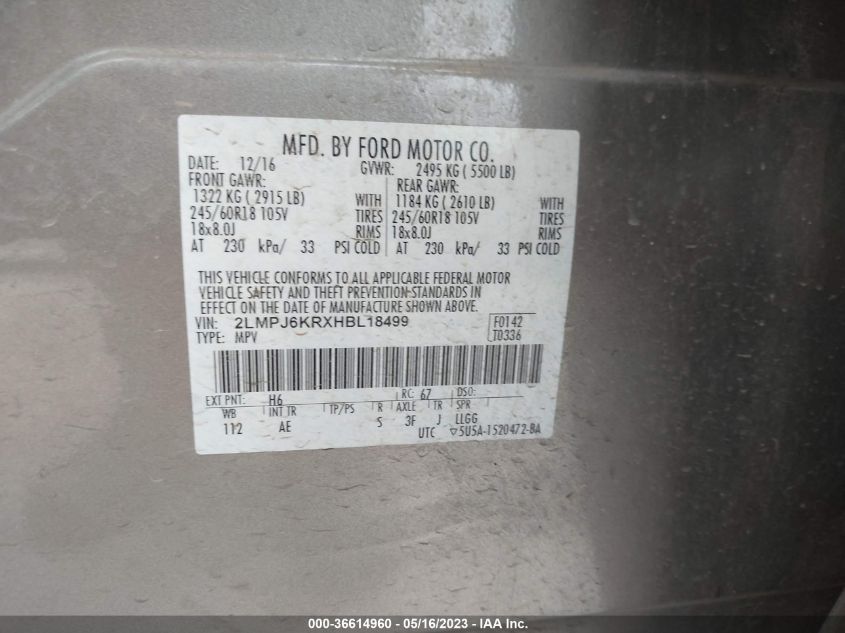 MFD. BY FORD MOTOR CO.
DATE: 12/16 GVWR: 2495 KG ( 5500 LB)
FRONT GAWR: REAR GAWR:
1322 KG ( 2915 LB) WITH 1184 KG ( 2610 LB) WITH
245/60R18 105V TIRES 245/60R18 105V TIRES
18x8.0J RIMS 18x8.0J RIMS
AT 230 kPa/ 33 PSI COLD AT 230 kPa/ 33 PSI COLD
THIS VEHICLE CONFORMS TO ALL APPLICABLE FEDERAL MOTOR
VEHICLE SAFETY AND THEFT PREVENTION STANDARDS IN
EFFECT ON THE DATE OF MANUFACTURE SHOWN ABOVE.
VIN: 2LMPJ6KRXHBL18499 F0142
TYPE: MPV T0336
EXT PNT: H6 RC: 67 DSO:
WB INT TR TP/PS R AXLE TR SPR
112 AE S 3F J LLGG
UTC ▽5U5A-1520472-BA
000-36614960 - 05/16/2023 - IAA Inc.